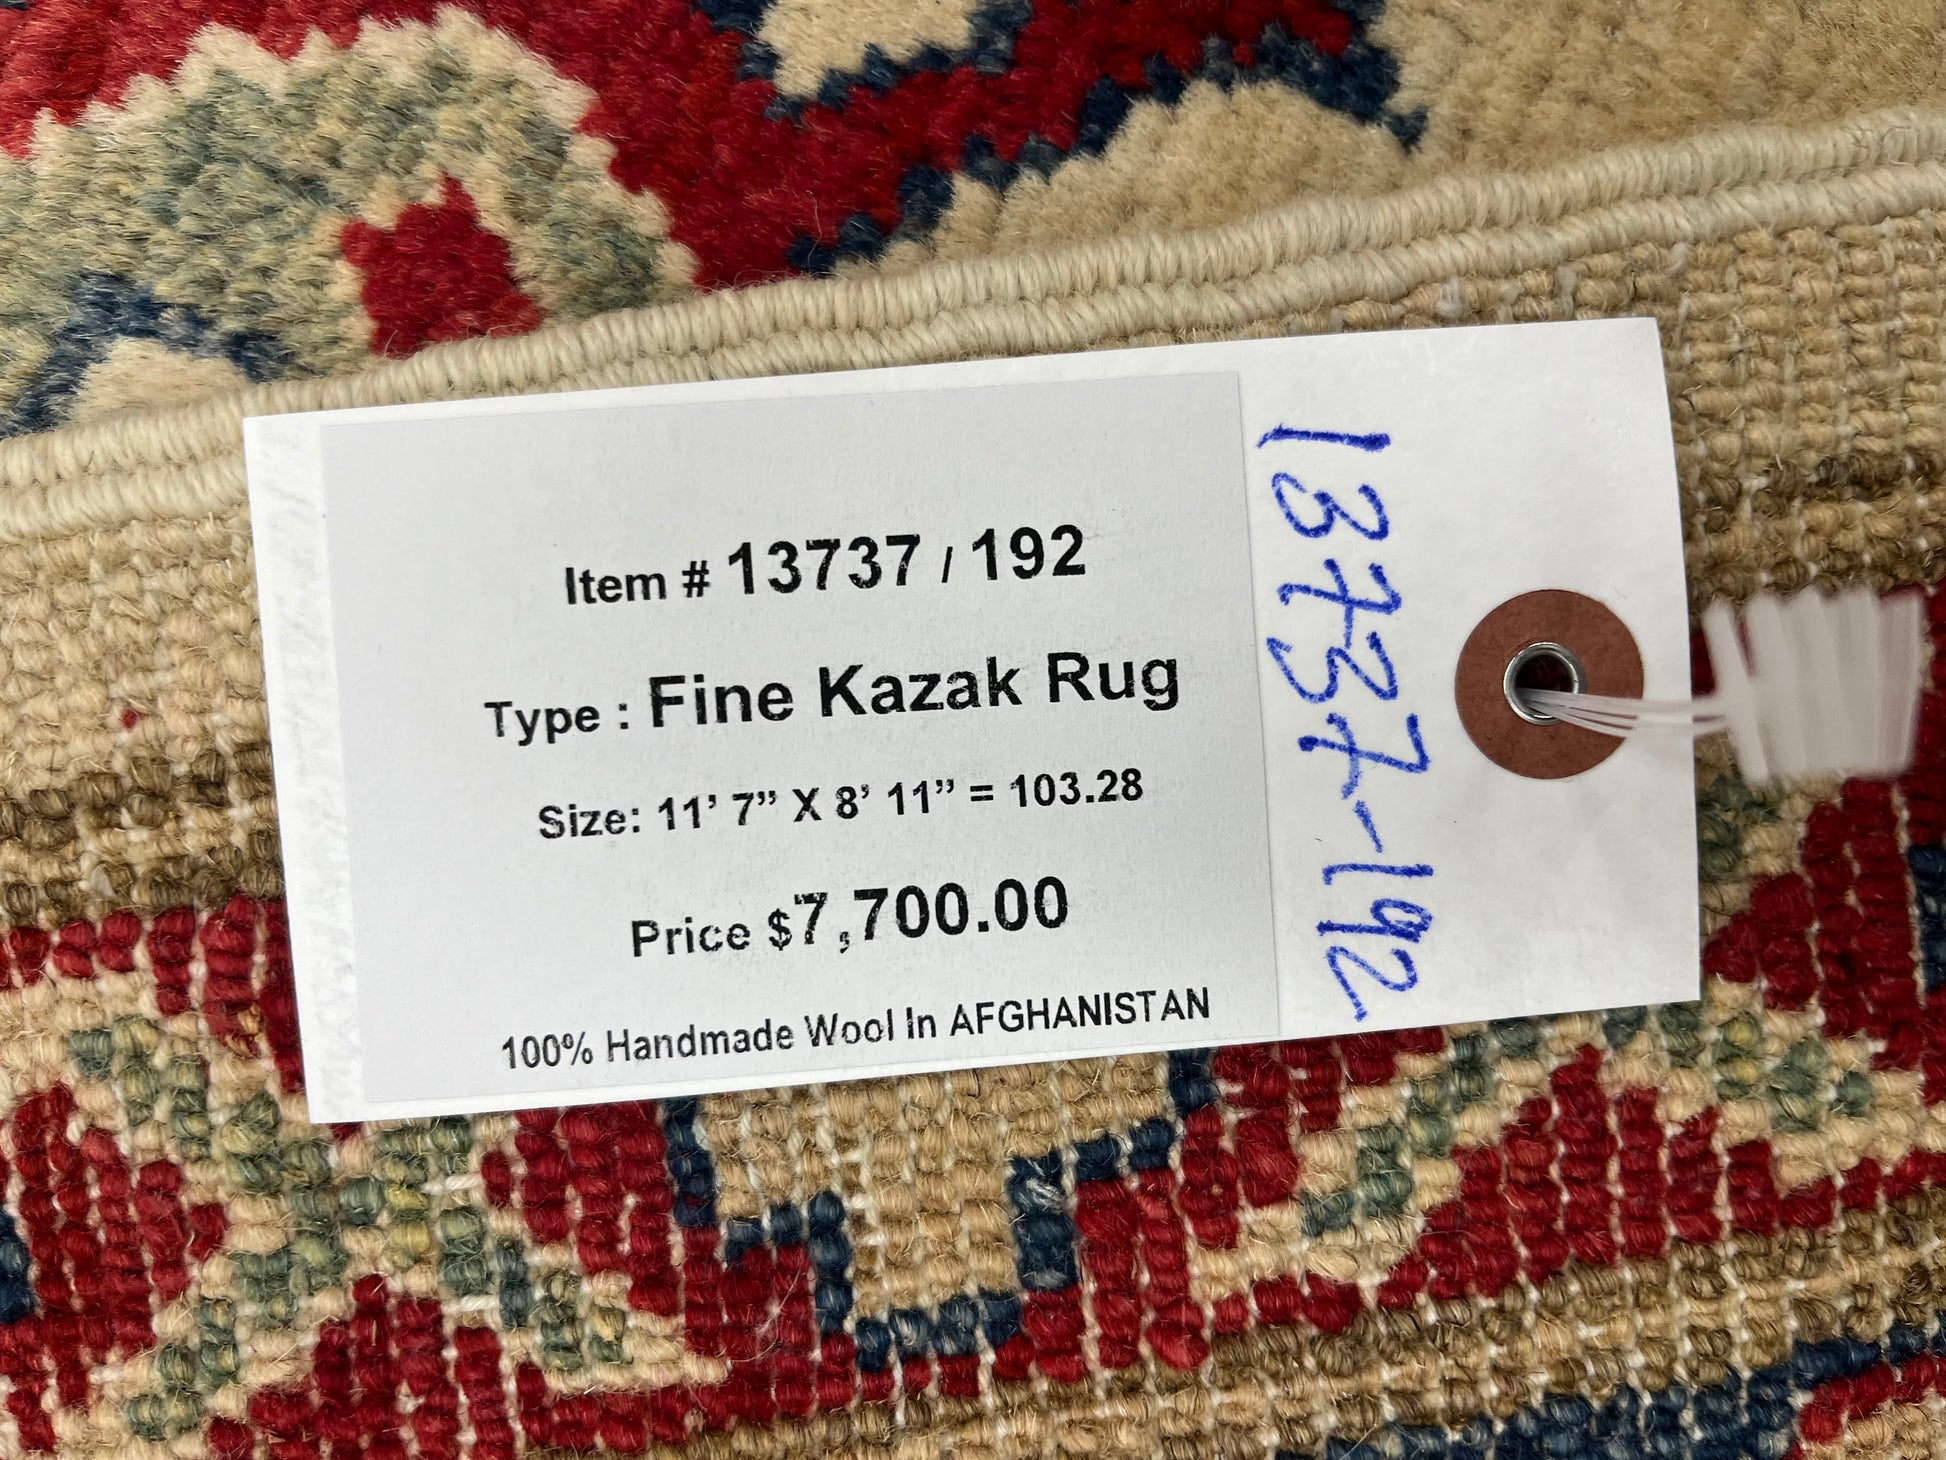 Item # 13737 / 192
Type : Fine Kazak Rug
Size: 11’ 7” X 8’ 11” = 103.28
Price $7,700.00
100% Handmade Wool In AFGHANISTAN
13737-192